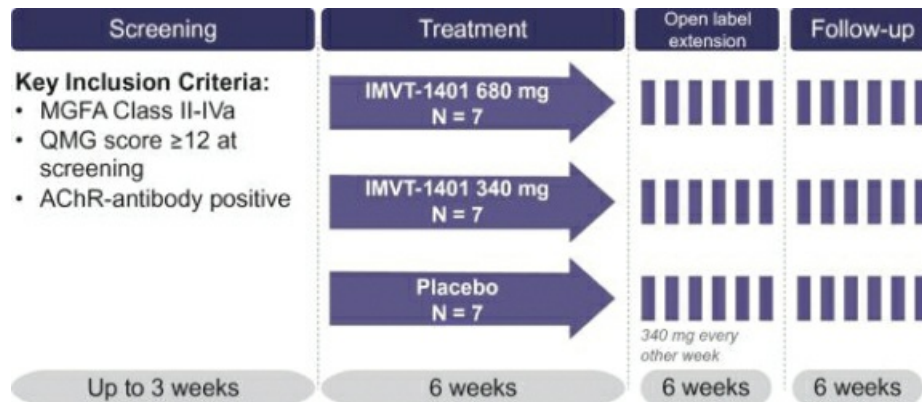 Screening
Treatment
Open label
extension
Follow-up
Key Inclusion Criteria:
• MGFA Class II-IVa
• QMG score ≥12 at
screening
• AChR-antibody positive
IMVT-1401 680 mg
N = 7
IMVT-1401 340 mg
N = 7
Placebo
N = 7
340 mg every
other week
Up to 3 weeks
6 weeks
6 weeks
6 weeks